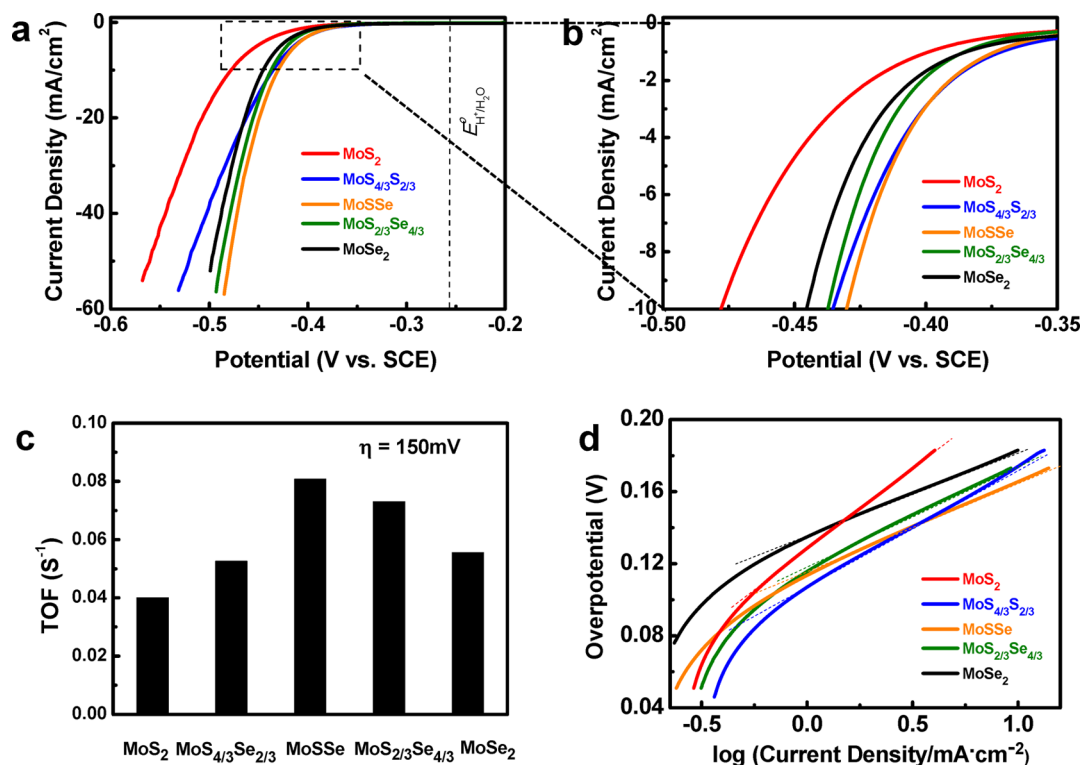 a
0
-20
-40
-60
Current Density (mA/cm²)
-0.6 -0.5 -0.4 -0.3 -0.2
Potential (V vs. SCE)
E⁰H⁺/H₂O
MoS₂
MoS₄/₃S₂/₃
MoSSe
MoS₂/₃Se₄/₃
MoSe₂
b
0
-2
-4
-6
-8
-10
Current Density (mA/cm²)
-0.50 -0.45 -0.40 -0.35
Potential (V vs. SCE)
MoS₂
MoS₄/₃S₂/₃
MoSSe
MoS₂/₃Se₄/₃
MoSe₂
c
η = 150mV
0.10
0.08
0.06
0.04
0.02
0.00
TOF (S⁻¹)
MoS₂ MoS₄/₃Se₂/₃ MoSSe MoS₂/₃Se₄/₃ MoSe₂
d
0.20
0.16
0.12
0.08
0.04
Overpotential (V)
-0.5 0.0 0.5 1.0
log (Current Density/mA·cm⁻²)
MoS₂
MoS₄/₃S₂/₃
MoSSe
MoS₂/₃Se₄/₃
MoSe₂